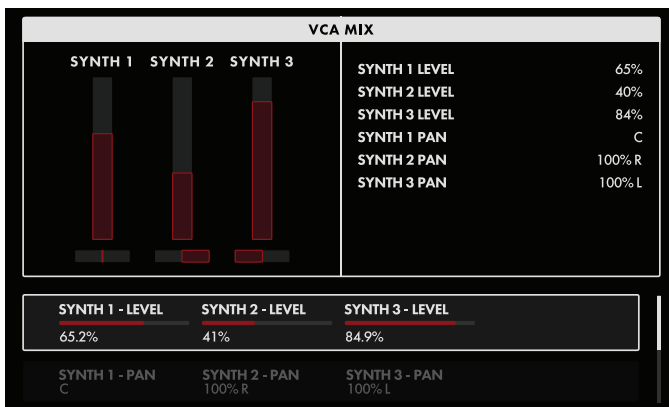 VCA MIX
SYNTH 1 SYNTH 2 SYNTH 3
SYNTH 1 LEVEL 65%
SYNTH 2 LEVEL 40%
SYNTH 3 LEVEL 84%
SYNTH 1 PAN C
SYNTH 2 PAN 100% R
SYNTH 3 PAN 100% L
SYNTH 1 - LEVEL SYNTH 2 - LEVEL SYNTH 3 - LEVEL
65.2% 41% 84.9%
SYNTH 1 - PAN SYNTH 2 - PAN SYNTH 3 - PAN
C 100% R 100% L